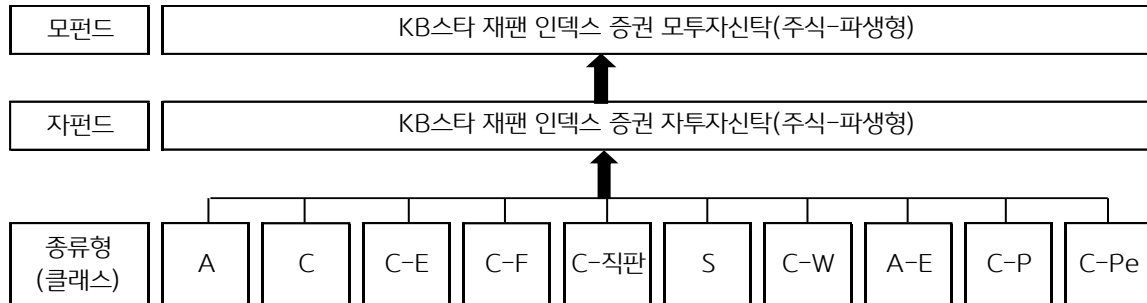 모펀드 KB스타 재팬 인덱스 증권 모투자신탁(주식-파생형)
자펀드 KB스타 재팬 인덱스 증권 자투자신탁(주식-파생형)
종류형
(클래스)
A C C-E C-F C-직판 S C-W A-E C-P C-Pe